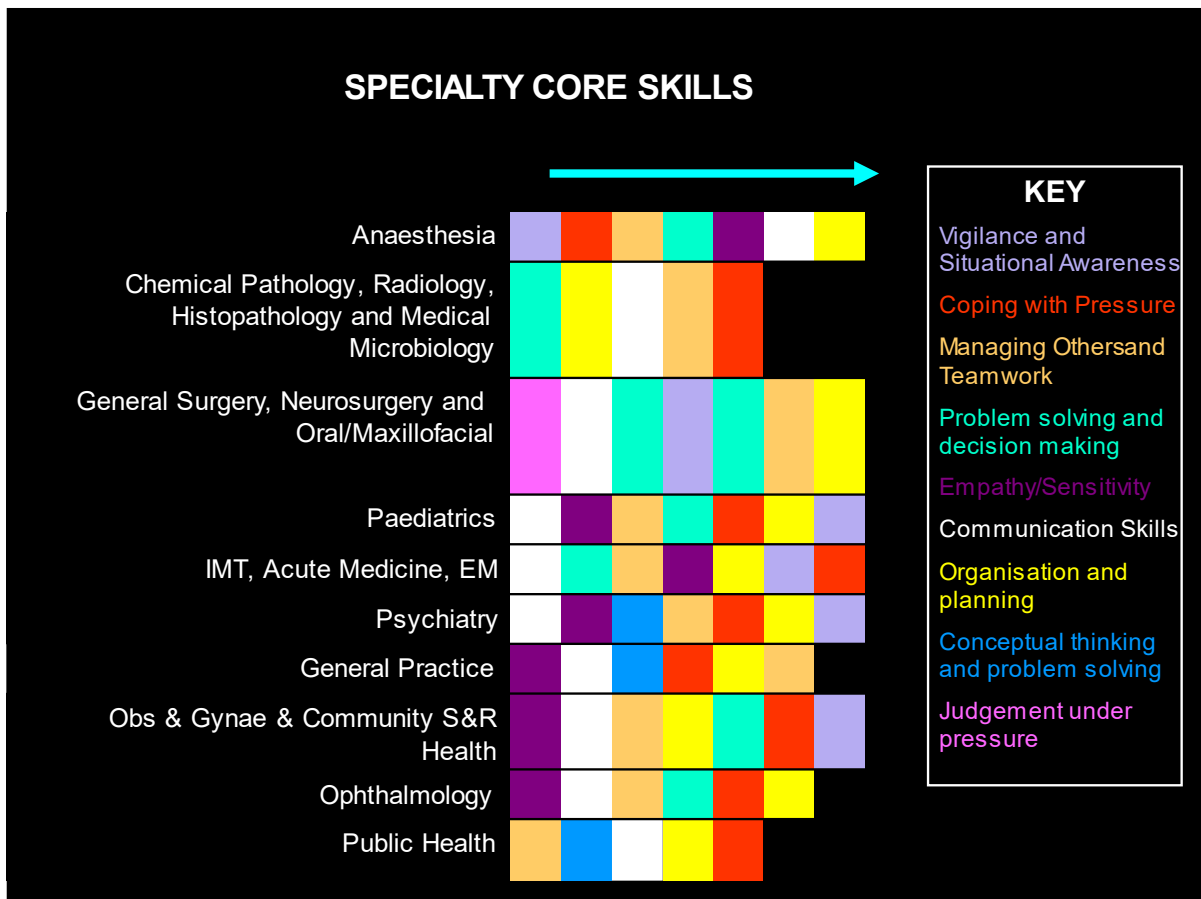 SPECIALTY CORE SKILLS
Anaesthesia
Chemical Pathology, Radiology,
Histopathology and Medical
Microbiology
General Surgery, Neurosurgery and
Oral/Maxillofacial
Paediatrics
IMT, Acute Medicine, EM
Psychiatry
General Practice
Obs & Gynae & Community S&R
Health
Ophthalmology
Public Health
KEY
Vigilance and
Situational Awareness
Coping with Pressure
Managing Othersand
Teamwork
Problem solving and
decision making
Empathy/Sensitivity
Communication Skills
Organisation and
planning
Conceptual thinking
and problem solving
Judgement under
pressure